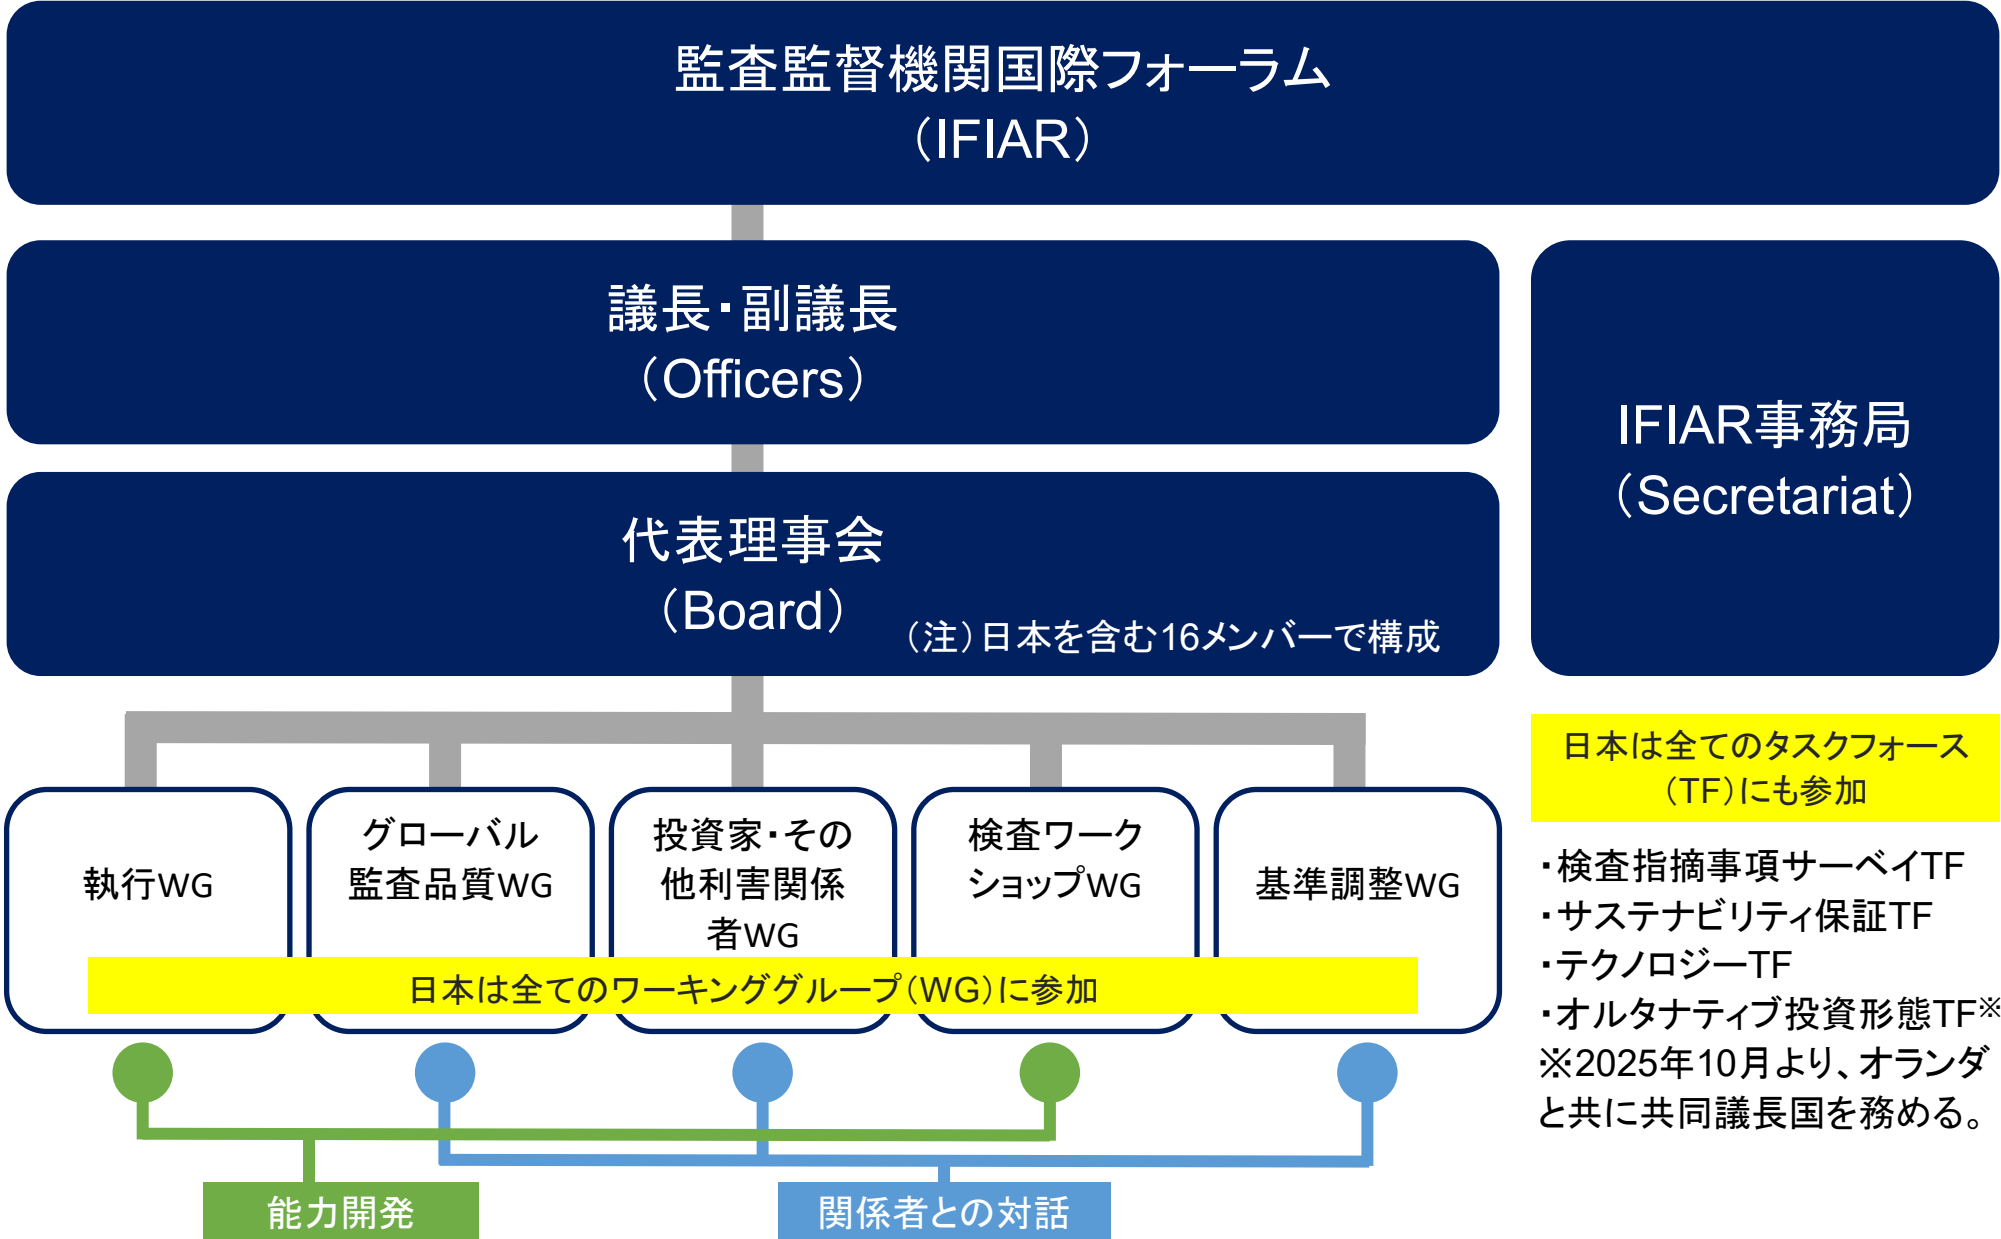 監査監督機関国際フォーラム
（IFIAR）
議長・副議長
（Officers）
代表理事会
（Board）
（注）日本を含む16メンバーで構成
IFIAR事務局
（Secretariat）
執行WG
グローバル
監査品質WG
投資家・その
他利害関係
者WG
検査ワーク
ショップWG
基準調整WG
日本は全てのワーキンググループ（WG）に参加
能力開発
関係者との対話
日本は全てのタスクフォース
（TF）にも参加
・検査指摘事項サーベイTF
・サステナビリティ保証TF
・テクノロジーTF
・オルタナティブ投資形態TF※
※2025年10月より、オランダ
と共に共同議長国を務める。